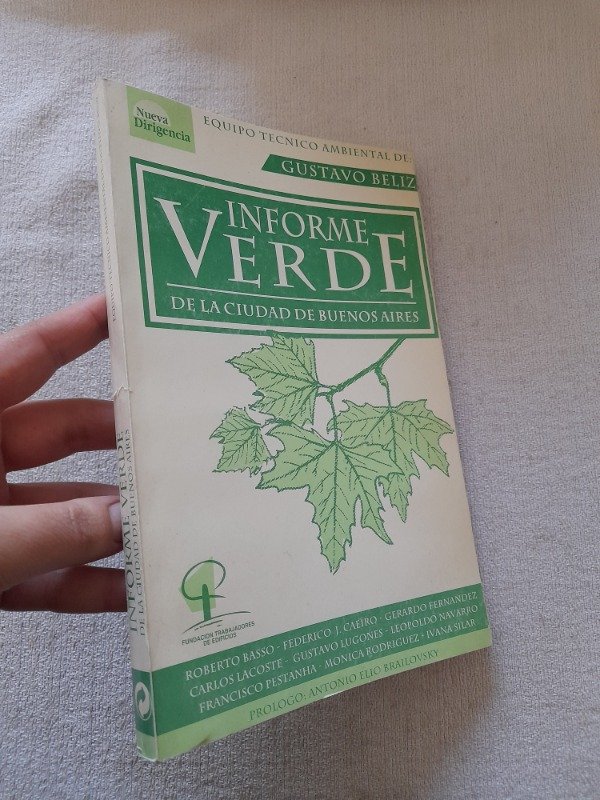 Nueva
Dirigencia
EQUIPO TECNICO AMBIENTAL DE:
GUSTAVO BELIZ
INFORME
VERDE
DE LA CIUDAD DE BUENOS AIRES
FUNDACION TRABAJADORES
DE EDIFICIOS
ROBERTO BASSO - FEDERICO J. CAEIRO - GERARDO FERNANDEZ
CARLOS LACOSTE - GUSTAVO LUGONES - LEOPOLDO NAVARRO
FRANCISCO PESTANHA - MONICA RODRIGUEZ - IVANA SILAR
PROLOGO: ANTONIO ELIO BRAILOVSKY
INFORME VERDE
DE LA CIUDAD DE BUENOS AIRES